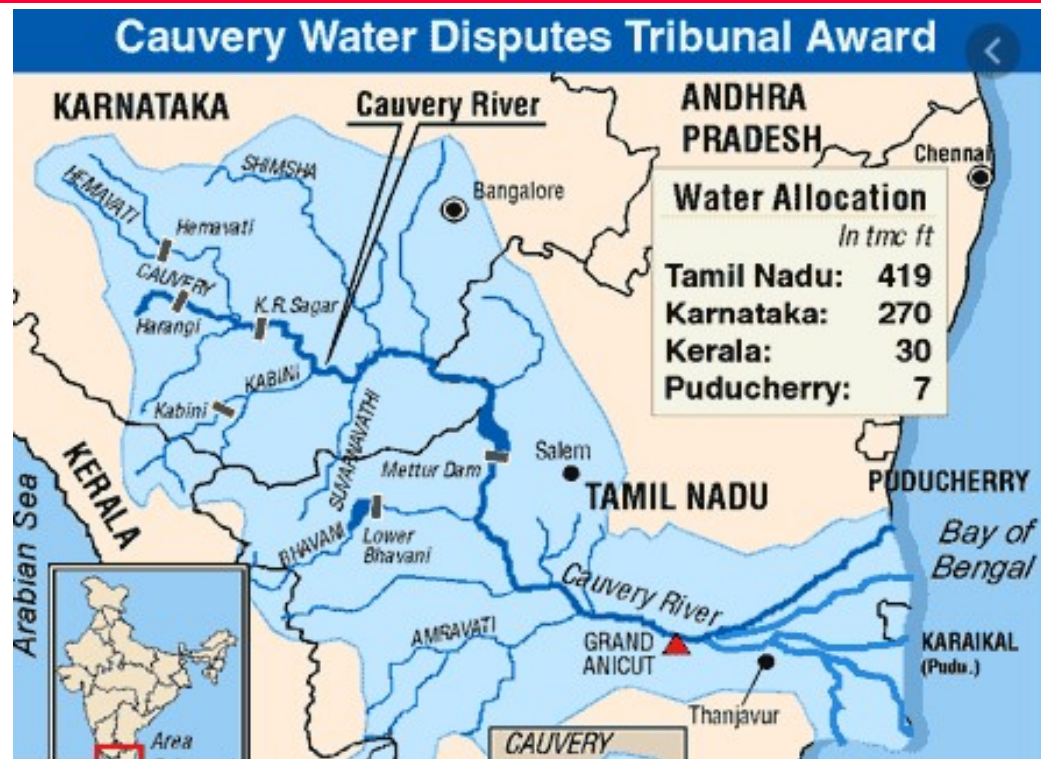 Cauvery Water Disputes Tribunal Award
KARNATAKA
Cauvery River
ANDHRA
PRADESH
Chennai
SHIMSHA
HEMAVATI
Bangalore
Hemavati
Water Allocation
In tmc ft
Tamil Nadu: 419
Karnataka: 270
Kerala: 30
Puducherry: 7
CAUVERY
Harangi
K.R.Sagar
KABINI
Kabini
SUVARNAVATHI
KERALA
Mettur Dam
Salem
TAMIL NADU
PUDUCHERRY
Arabian Sea
Bay of
Bengal
BHAVANI
Lower
Bhavani
Cauvery River
AMRAVATI
GRAND
ANICUT
KARAIKAL
(Pudu.)
Thanjavur
Area
CAUVERY